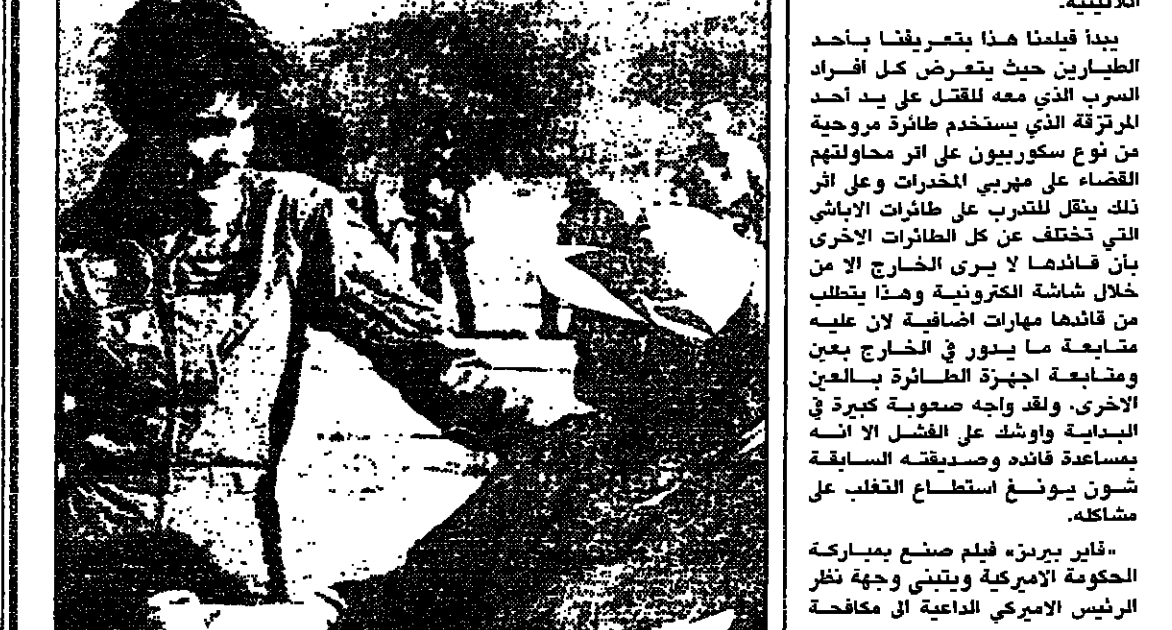 اللاتينية.
يبدأ فيلمنا هذا بتعريفنا بأحد
الطيارين حيث يتعرض كل افراد
السرب الذي معه للقتل على يد أحد
المرتزقة الذي يستخدم طائرة مروحية
من نوع سكوربيون على اثر محاولتهم
القضاء على مهربي المخدرات وعلى اثر
ذلك ينقل للتدرب على طائرات الاباشي
التي تختلف عن كل الطائرات الاخرى
بأن قائدها لا يرى الخارج الا من
خلال شاشة الكترونية وهذا يتطلب
من قائدها مهارات اضافية لان عليه
متابعة ما يدور في الخارج بعين
ومتابعة اجهزة الطائرة بالعين
الاخرى. ولقد واجه صعوبة كبيرة في
البداية واوشك على الفشل الا انه
بمساعدة قائده وصديقته السابقة
شون يونغ استطاع التغلب على
مشاكله.
«فاير بيردز» فيلم صنع بمباركة
الحكومة الاميركية ويتبنى وجهة نظر
الرئيس الاميركي الداعية الى مكافحة